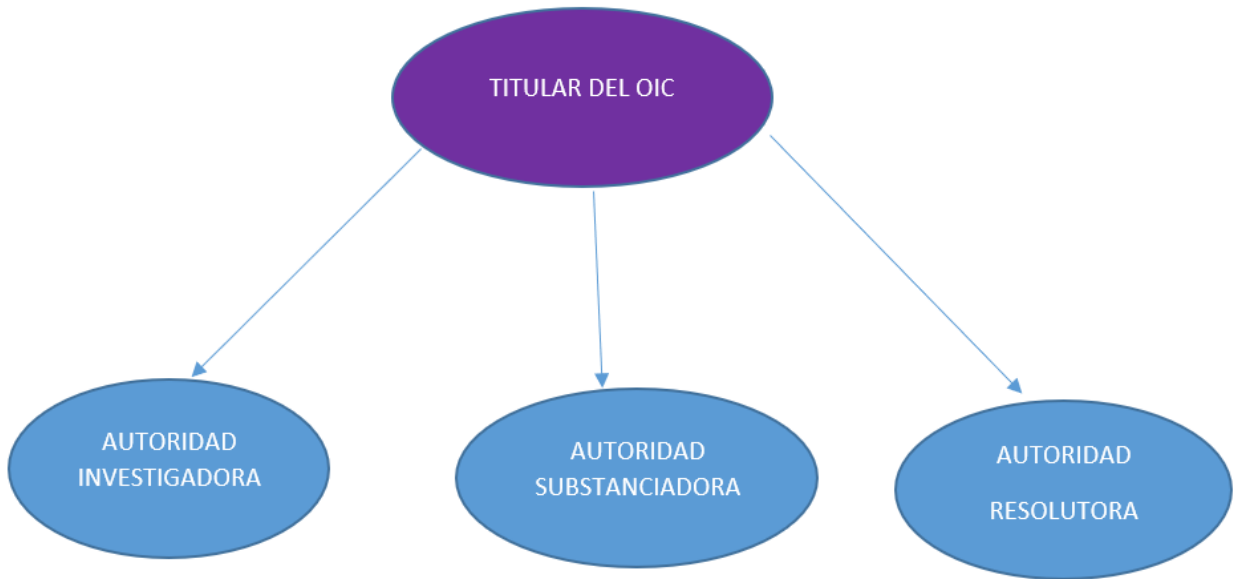 TITULAR DEL OIC
AUTORIDAD
INVESTIGADORA
AUTORIDAD
SUBSTANCIADORA
AUTORIDAD
RESOLUTORA